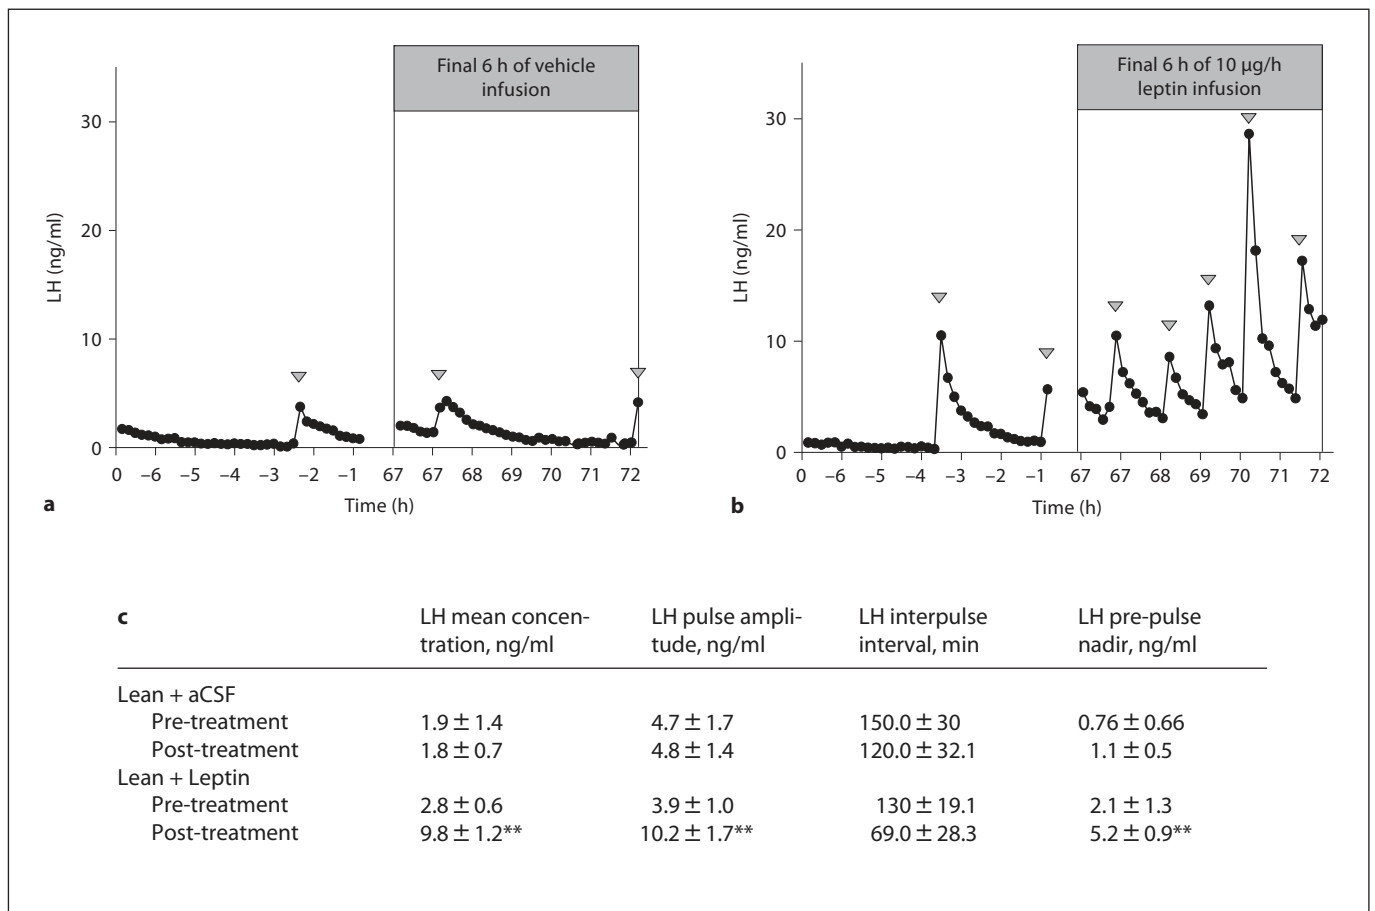 Final 6 h of vehicle
infusion
30
20
10
0
LH (ng/ml)
0 –6 –5 –4 –3 –2 –1 67 67 68 69 70 71 72
Time (h)
a
Final 6 h of 10 µg/h
leptin infusion
30
20
10
0
LH (ng/ml)
0 –6 –5 –4 –3 –2 –1 67 67 68 69 70 71 72
Time (h)
b
c LH mean concen- LH pulse ampli- LH interpulse LH pre-pulse
tration, ng/ml tude, ng/ml interval, min nadir, ng/ml
Lean + aCSF
Pre-treatment 1.9 ± 1.4 4.7 ± 1.7 150.0 ± 30 0.76 ± 0.66
Post-treatment 1.8 ± 0.7 4.8 ± 1.4 120.0 ± 32.1 1.1 ± 0.5
Lean + Leptin
Pre-treatment 2.8 ± 0.6 3.9 ± 1.0 130 ± 19.1 2.1 ± 1.3
Post-treatment 9.8 ± 1.2** 10.2 ± 1.7** 69.0 ± 28.3 5.2 ± 0.9**